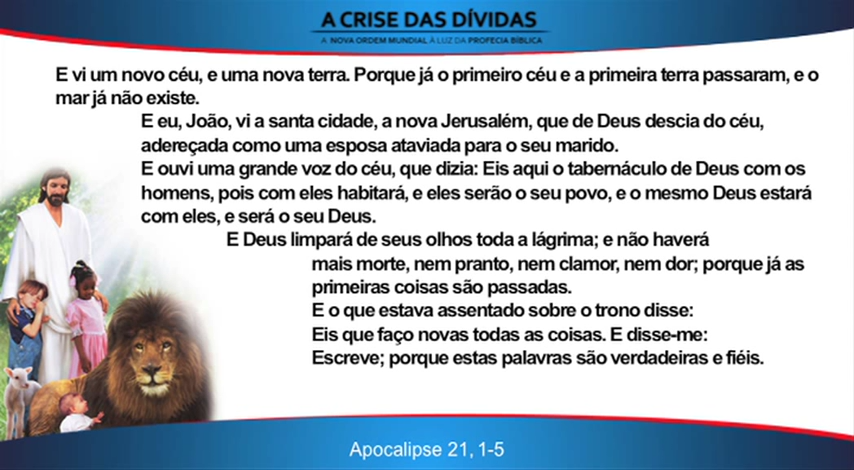 A CRISE DAS DÍVIDAS
A NOVA ORDEM MUNDIAL À LUZ DA PROFECIA BÍBLICA
E vi um novo céu, e uma nova terra. Porque já o primeiro céu e a primeira terra passaram, e o
mar já não existe.
E eu, João, vi a santa cidade, a nova Jerusalém, que de Deus descia do céu,
adereçada como uma esposa ataviada para o seu marido.
E ouvi uma grande voz do céu, que dizia: Eis aqui o tabernáculo de Deus com os
homens, pois com eles habitará, e eles serão o seu povo, e o mesmo Deus estará
com eles, e será o seu Deus.
E Deus limpará de seus olhos toda a lágrima; e não haverá
mais morte, nem pranto, nem clamor, nem dor; porque já as
primeiras coisas são passadas.
E o que estava assentado sobre o trono disse:
Eis que faço novas todas as coisas. E disse-me:
Escreve; porque estas palavras são verdadeiras e fiéis.
Apocalipse 21, 1-5